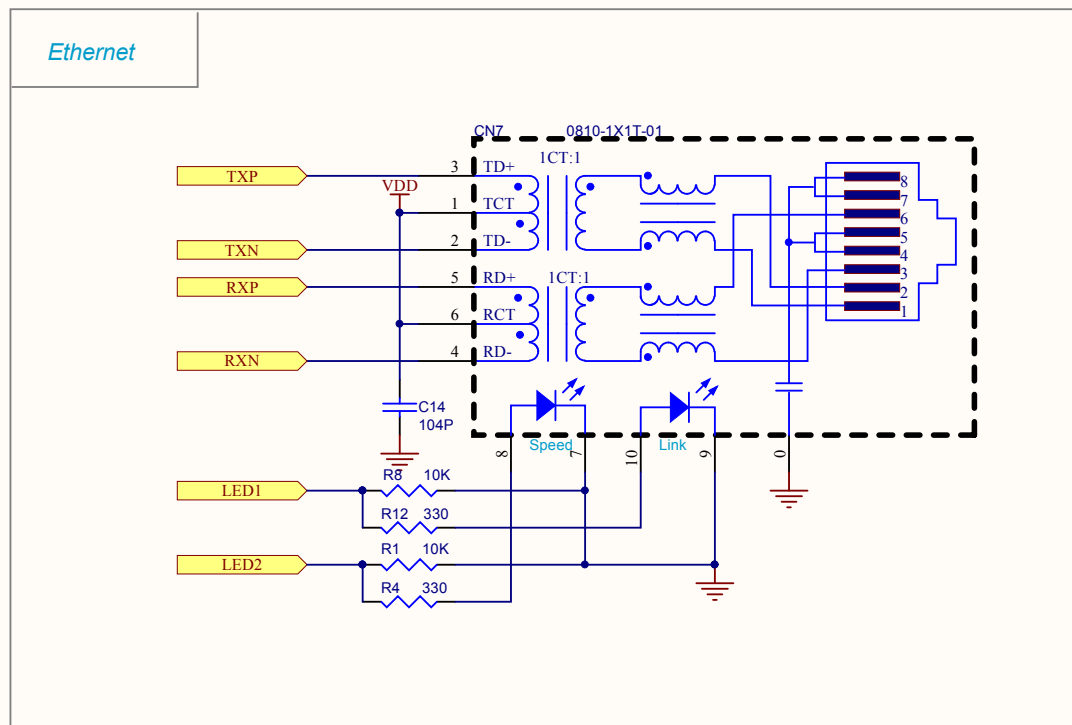 Ethernet
CN7 0810-1X1T-01
TXP 3 TD+ 1CT:1
VDD
1 TCT
TXN 2 TD-
RXP 5 RD+ 1CT:1
6 RCT
RXN 4 RD-
8
7
6
5
4
3
2
1
C14
104P
Speed
Link
8 7 10 9 0
R8 10K
LED1
R12 330
R1 10K
LED2
R4 330